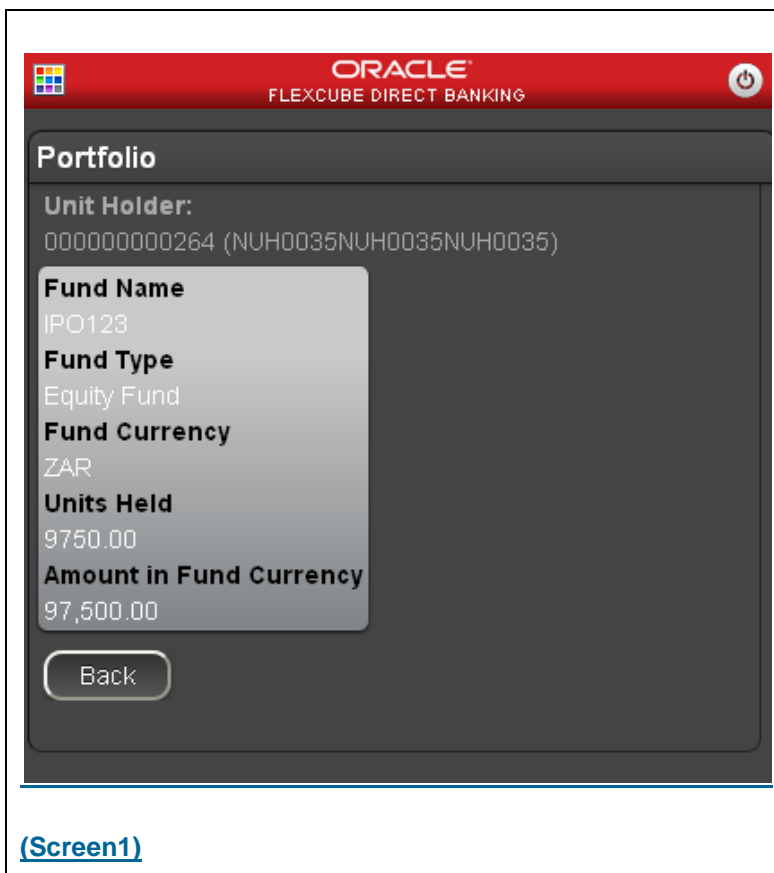 ORACLE
FLEXCUBE DIRECT BANKING
Portfolio
Unit Holder:
000000000264 (NUH0035NUH0035NUH0035)
Fund Name
IPO123
Fund Type
Equity Fund
Fund Currency
ZAR
Units Held
9750.00
Amount in Fund Currency
97,500.00
Back
(Screen1)